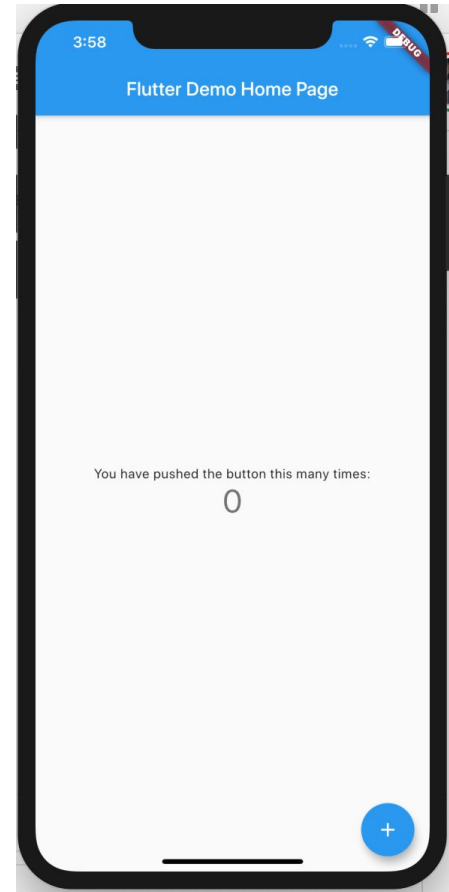 3:58
DEBUG
Flutter Demo Home Page
You have pushed the button this many times:
0
+